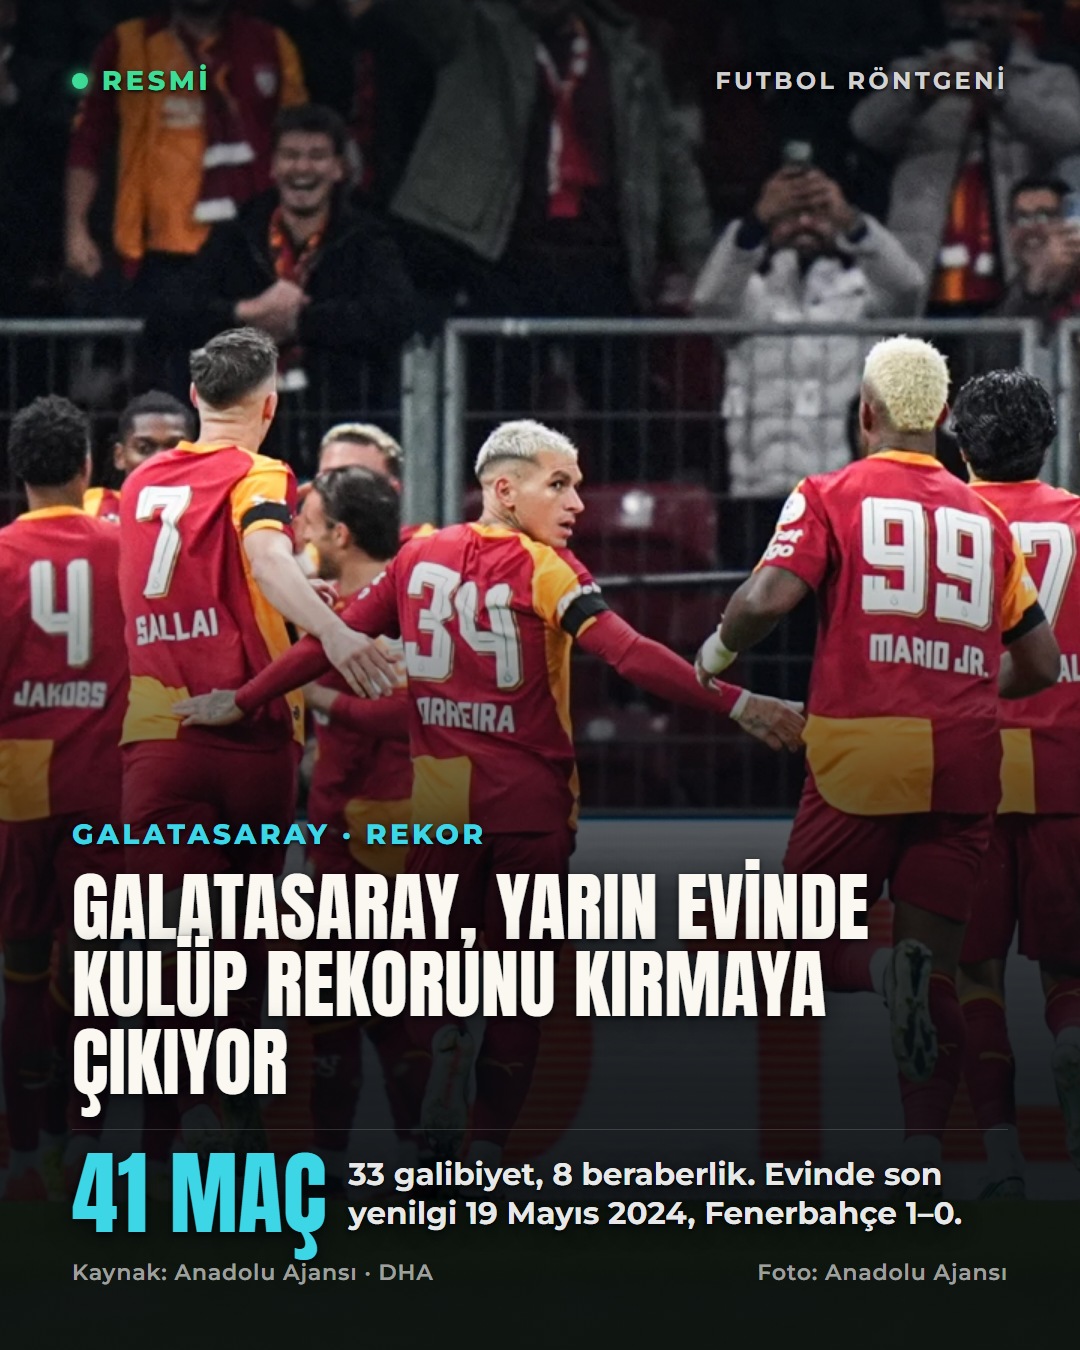 RESMİ
FUTBOL RÖNTGENİ
4
JAKOBS
7
SALLAI
34
99
MARIO JR.
7
GALATASARAY · REKOR
GALATASARAY, YARIN EVİNDE
KULÜP REKORUNU KIRMAYA
ÇIKIYOR
41 MAÇ
33 galibiyet, 8 beraberlik. Evinde son
yenilgi 19 Mayıs 2024, Fenerbahçe 1–0.
Kaynak: Anadolu Ajansı · DHA
Foto: Anadolu Ajansı